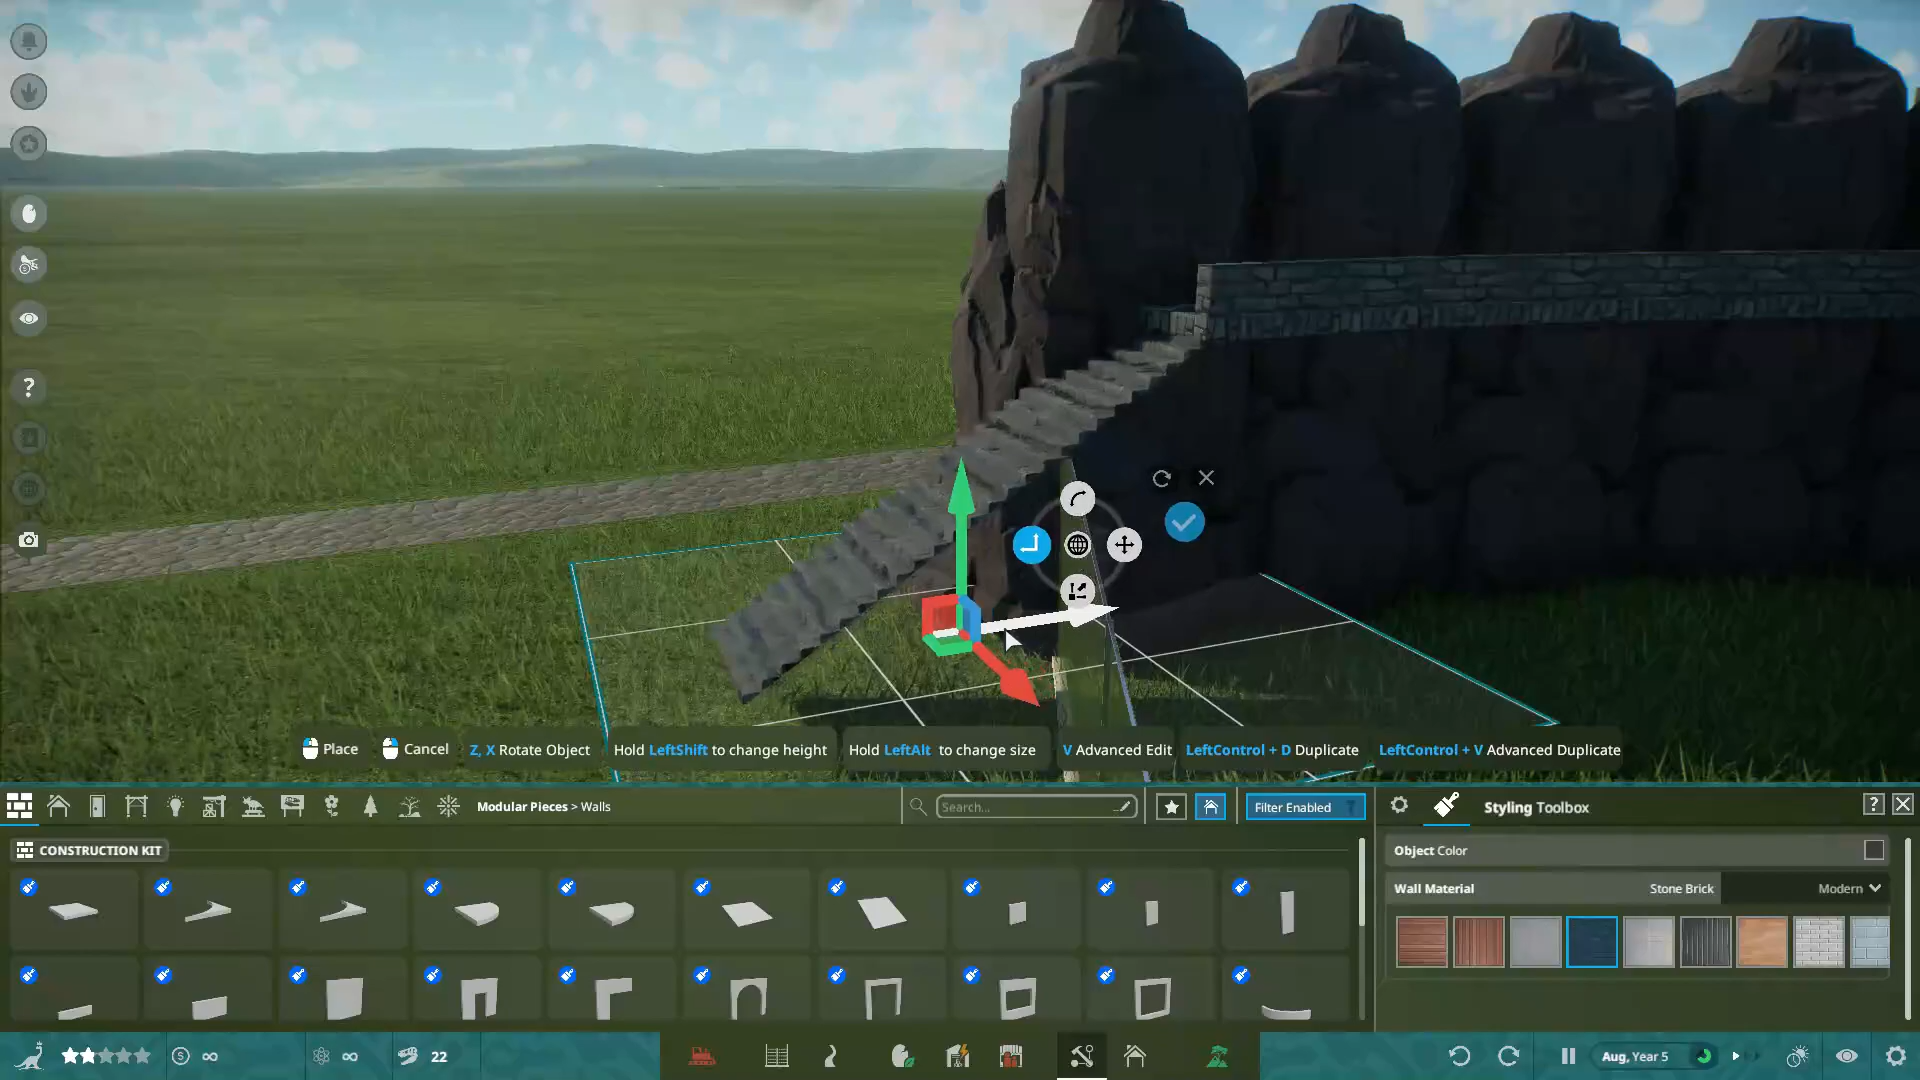 ?
Place
Cancel
Z, X Rotate Object
Hold LeftShift to change height
Hold LeftAlt to change size
V Advanced Edit
LeftControl + D Duplicate
LeftControl + V Advanced Duplicate
Modular Pieces > Walls
Search...
Filter Enabled
Styling Toolbox
?
CONSTRUCTION KIT
Object Color
Wall Material
Stone Brick
Modern
∞
∞
22
Aug, Year 5